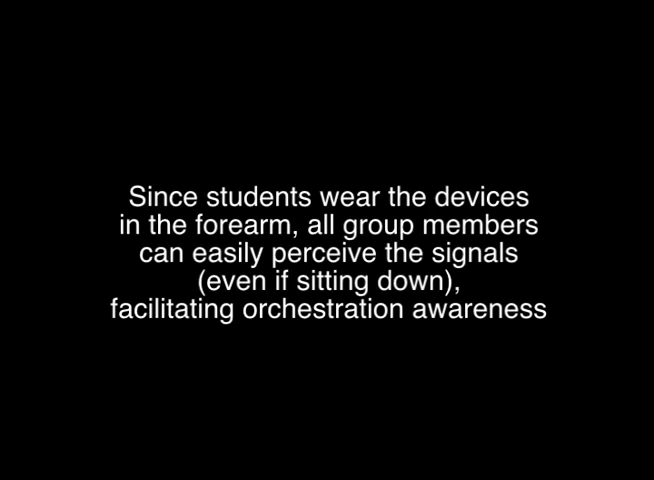 Since students wear the devices
in the forearm, all group members
can easily perceive the signals
(even if sitting down),
facilitating orchestration awareness